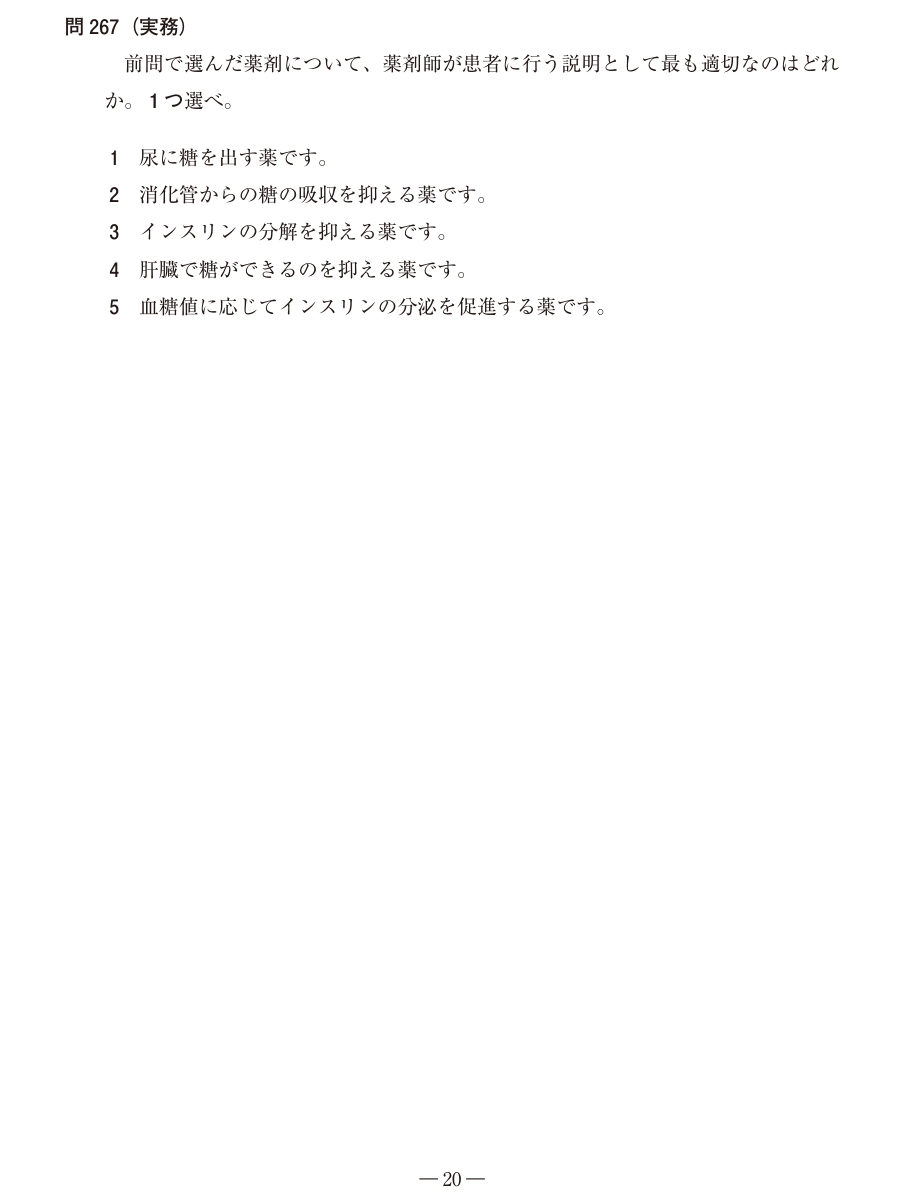 問 267（実務）
前問で選んだ薬剤について、薬剤師が患者に行う説明として最も適切なのはどれ
か。1つ選べ。
1 尿に糖を出す薬です。
2 消化管からの糖の吸収を抑える薬です。
3 インスリンの分解を抑える薬です。
4 肝臓で糖ができるのを抑える薬です。
5 血糖値に応じてインスリンの分泌を促進する薬です。
― 20 ―